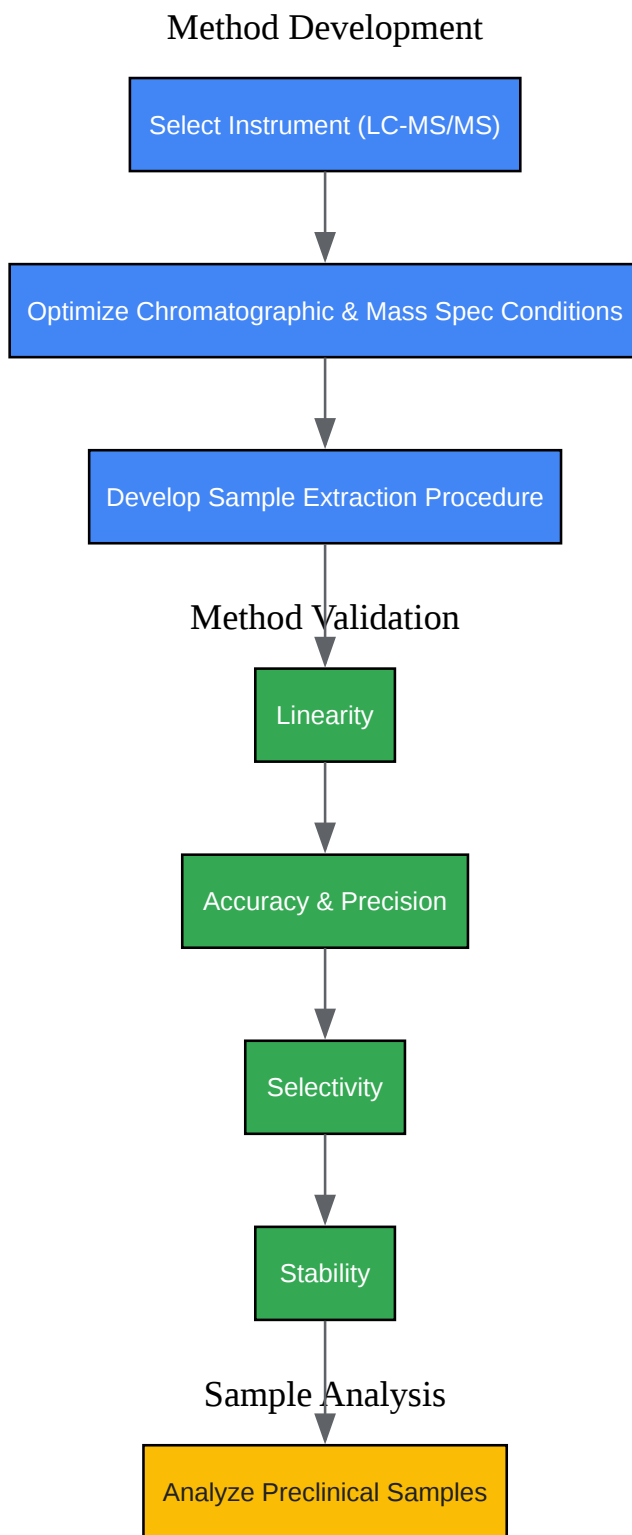 Method Development
Select Instrument (LC-MS/MS)
Optimize Chromatographic & Mass Spec Conditions
Develop Sample Extraction Procedure
Method Validation
Linearity
Accuracy & Precision
Selectivity
Stability
Sample Analysis
Analyze Preclinical Samples